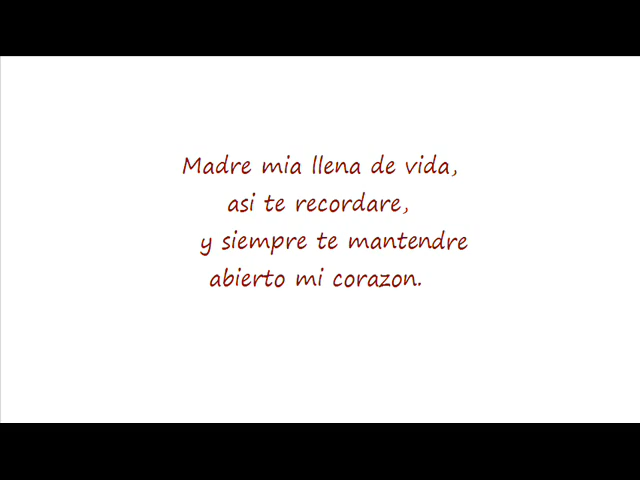 Madre mia llena de vida,
asi te recordare,
y siempre te mantendre
abierto mi corazon.